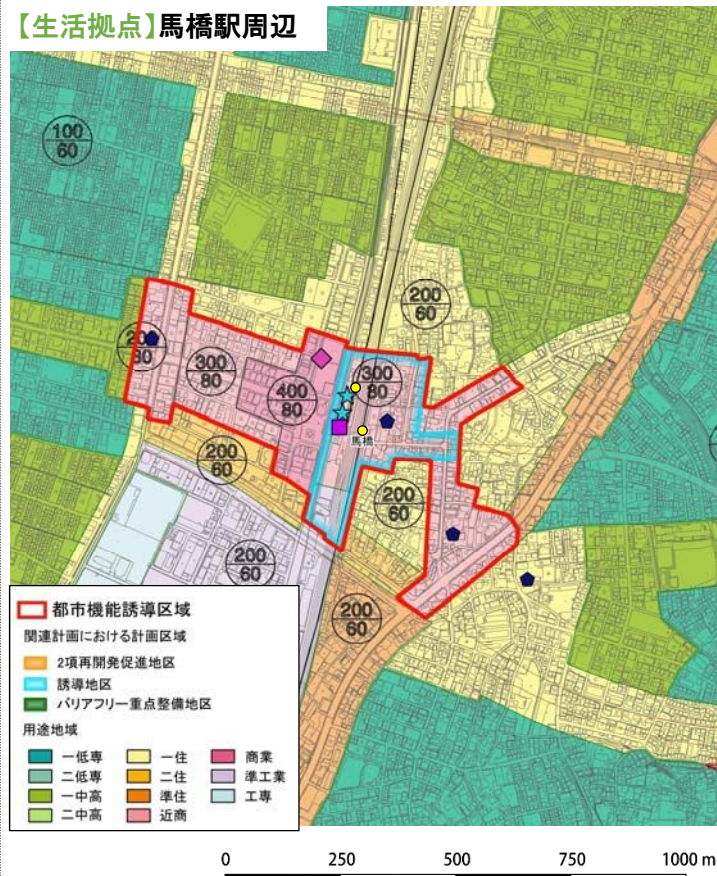 【生活拠点】馬橋駅周辺
100
60
200
60
300
80
300
80
400
80
馬橋
200
60
200
60
200
60
200
60
都市機能誘導区域
関連計画における計画区域
2項再開発促進地区
誘導地区
バリアフリー重点整備地区
用途地域
一低専 一住 商業
二低専 二住 準工業
一中高 準住 工専
二中高 近商
0 250 500 750 1000 m